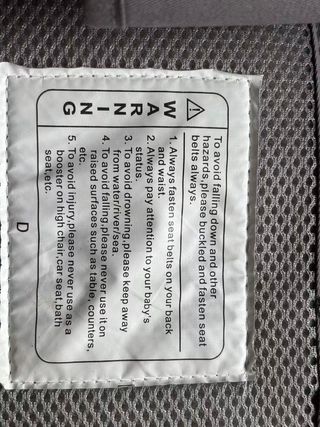 WARNING
To avoid falling down and other
hazards,please buckled and fasten seat
belts always.
1. Always fasten seat belts on your back
and waist.
2. Always pay attention to your baby's
status.
3. To avoid drowning,please keep away
from water/river/sea.
4. To avoid falling,please never use it on
raised surfaces such as table, counters,
etc.
5. To avoid injury,please never use as a
booster on high chair,car seat,bath
seat,etc.
D